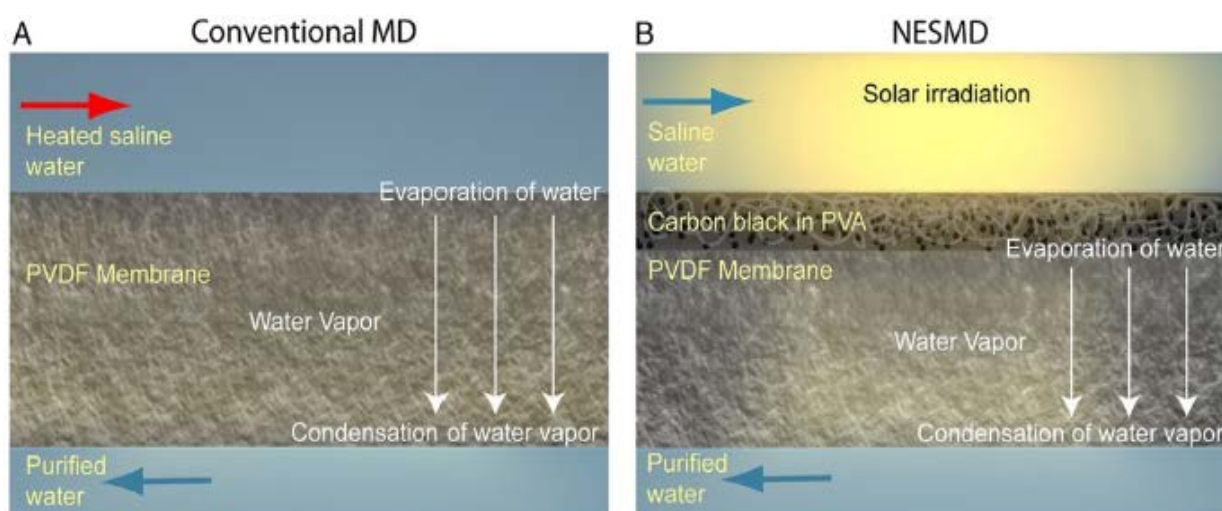 A
Conventional MD
Heated saline
water
Evaporation of water
PVDF Membrane
Water Vapor
Condensation of water vapor
Purified
water
B
NESMD
Solar irradiation
Saline
water
Carbon black in PVA
Evaporation of water
PVDF Membrane
Water Vapor
Condensation of water vapor
Purified
water